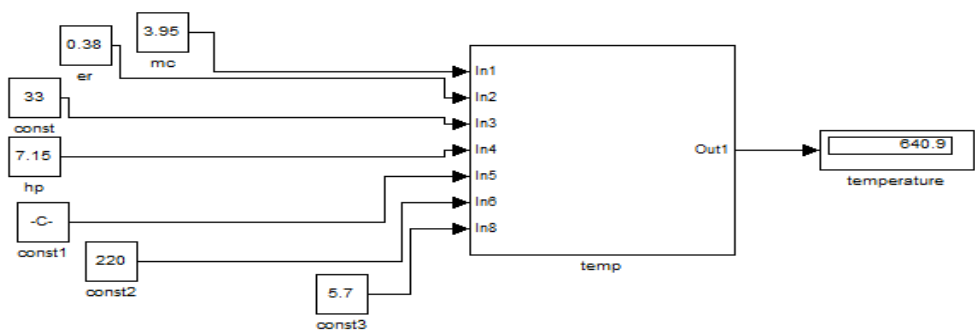 3.95
mc
0.38
er
33
const
7.15
hp
-C-
const1
220
const2
5.7
const3
In1
In2
In3
In4
In5
In6
In8
Out1
temp
640.9
temperature